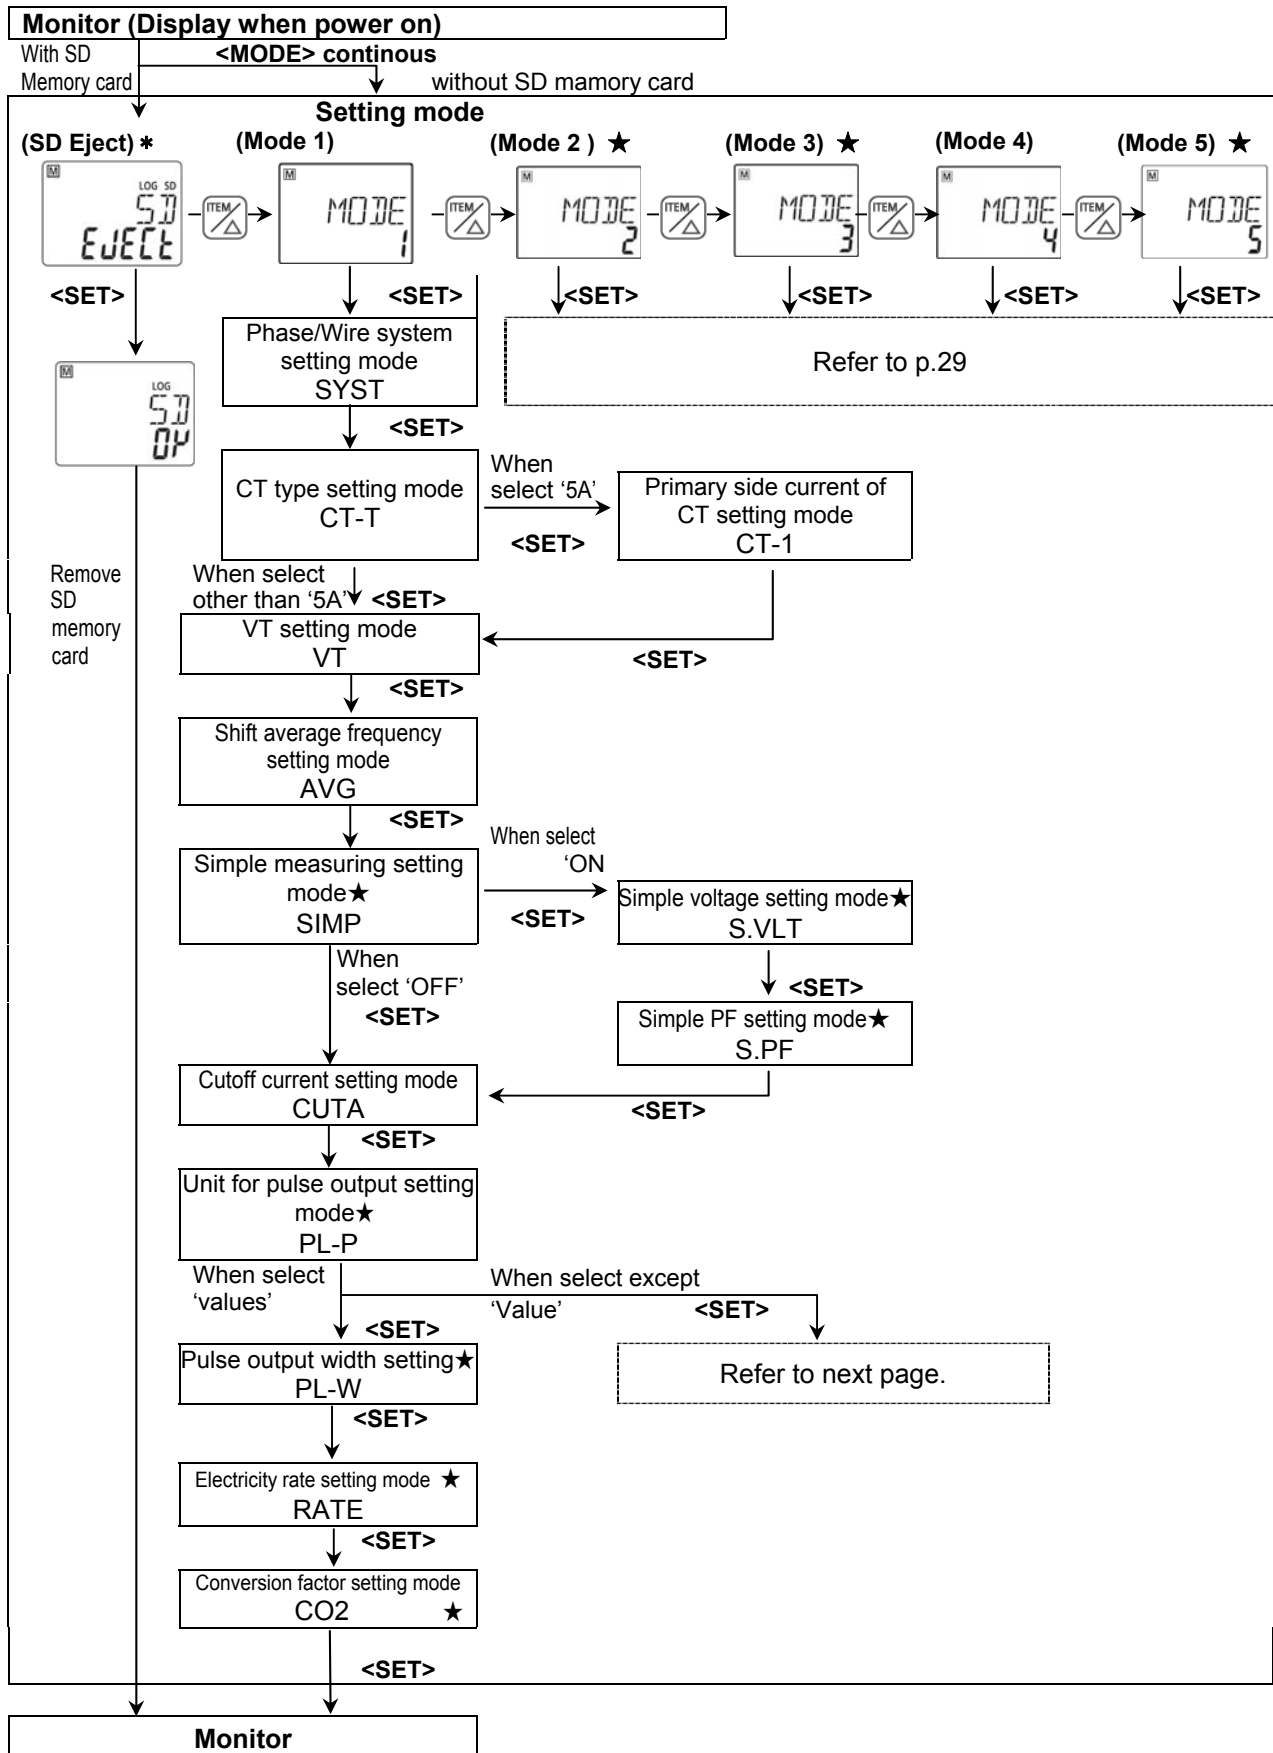 Monitor (Display when power on)
With SD
Memory card
<MODE> continous
without SD mamory card
Setting mode
(SD Eject) *
(Mode 1)
(Mode 2 ) ★
(Mode 3) ★
(Mode 4)
(Mode 5) ★
M
LOG SD
SD
EJECt
ITEM/△
M
MODE
1
ITEM/△
M
MODE
2
ITEM/△
M
MODE
3
ITEM/△
M
MODE
4
ITEM/△
M
MODE
5
<SET>
<SET>
<SET>
<SET>
<SET>
<SET>
Phase/Wire system
setting mode
SYST
Refer to p.29
M
LOG
SD
OK
<SET>
CT type setting mode
CT-T
When
select ‘5A’
<SET>
Primary side current of
CT setting mode
CT-1
Remove
SD
memory
card
When select
other than ‘5A’
<SET>
VT setting mode
VT
<SET>
<SET>
Shift average frequency
setting mode
AVG
<SET>
Simple measuring setting
mode★
SIMP
When select
‘ON
<SET>
Simple voltage setting mode★
S.VLT
When
select ‘OFF’
<SET>
<SET>
Simple PF setting mode★
S.PF
Cutoff current setting mode
CUTA
<SET>
<SET>
Unit for pulse output setting
mode★
PL-P
When select
‘values’
When select except
‘Value’
<SET>
<SET>
Pulse output width setting★
PL-W
Refer to next page.
<SET>
Electricity rate setting mode ★
RATE
<SET>
Conversion factor setting mode
CO2 ★
<SET>
Monitor